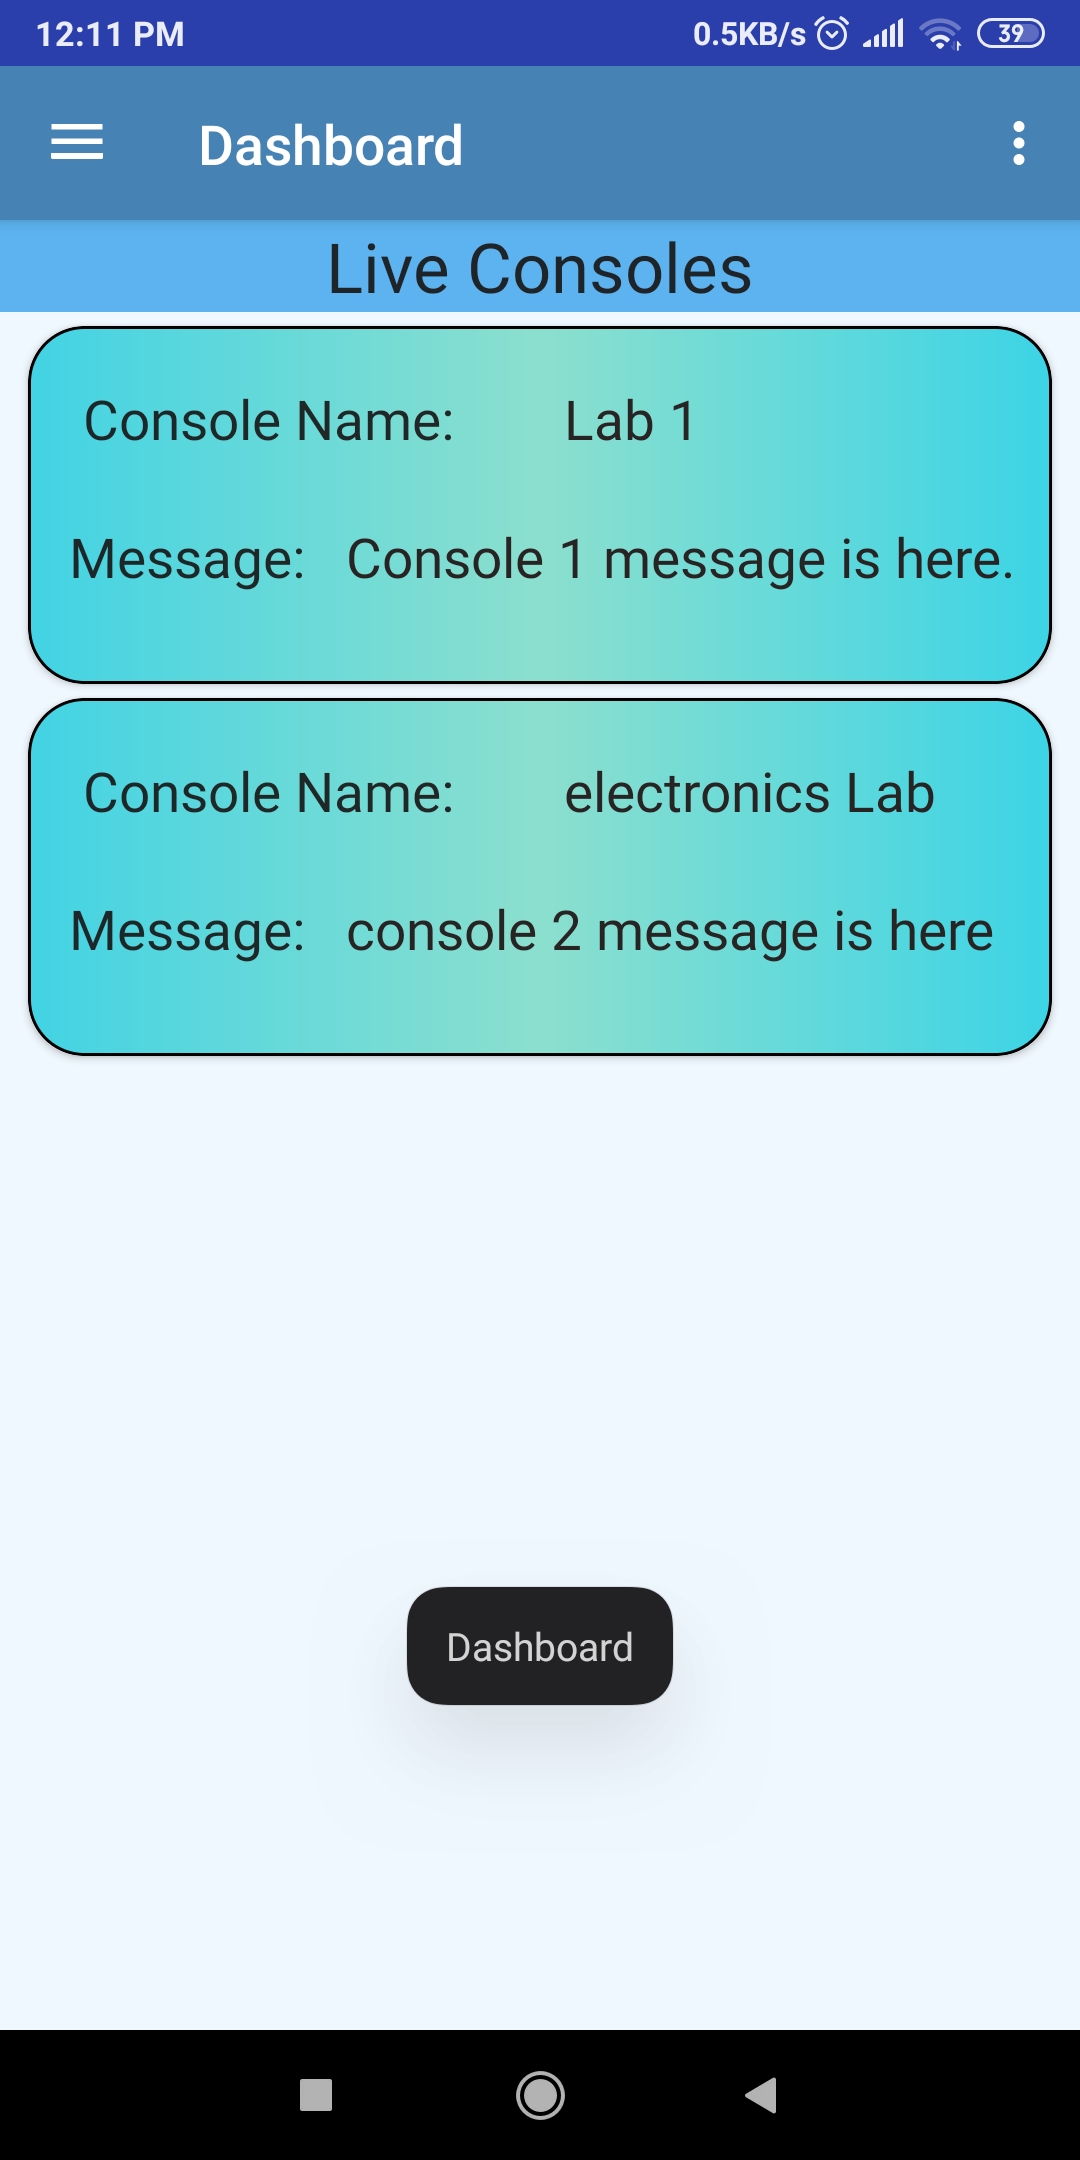 12:11 PM 0.5KB/s 39
Dashboard
Live Consoles
Console Name: Lab 1
Message: Console 1 message is here.
Console Name: electronics Lab
Message: console 2 message is here
Dashboard